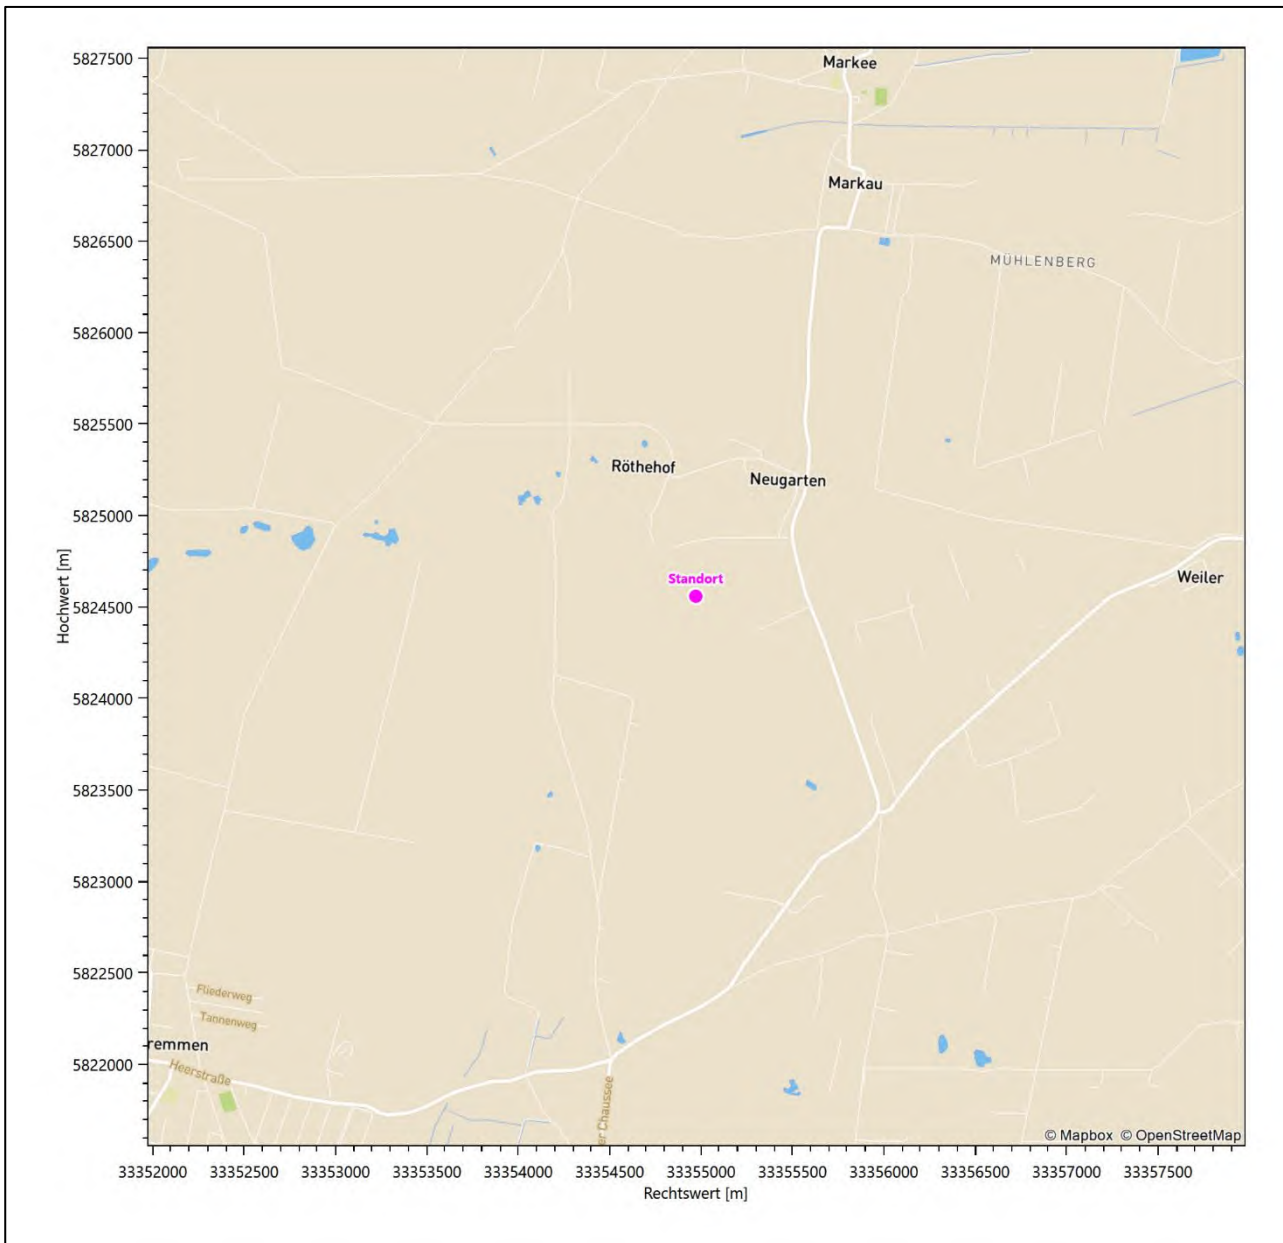 5827500
Markee
5827000
Markau
5826500
MÜHLENBERG
5826000
5825500
Röthehof
Neugarten
5825000
Standort
Weiler
5824500
Hochwert [m]
5824000
5823500
5823000
5822500
Fliederweg
Tannenweg
remmen
5822000
Heerstraße
er Chaussee
© Mapbox © OpenStreetMap
33352000 33352500 33353000 33353500 33354000 33354500 33355000 33355500 33356000 33356500 33357000 33357500
Rechtswert [m]